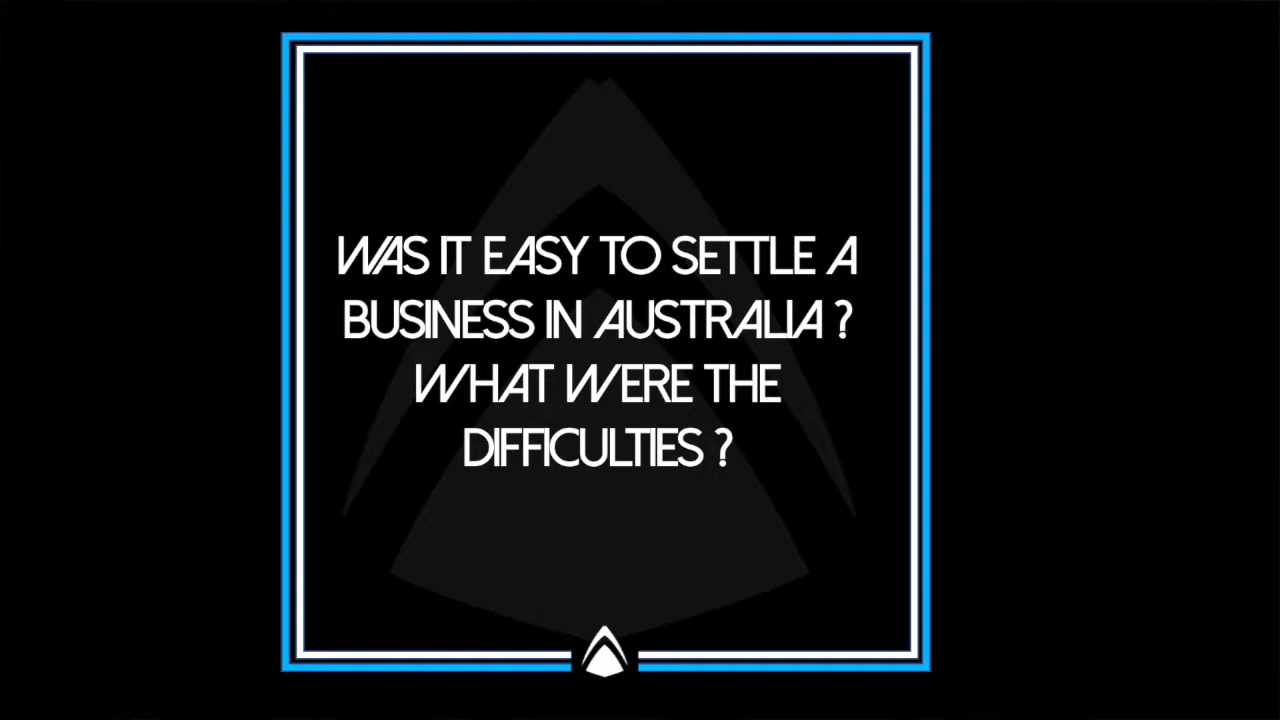 WAS IT EASY TO SETTLE A
BUSINESS IN AUSTRALIA ?
WHAT WERE THE
DIFFICULTIES ?